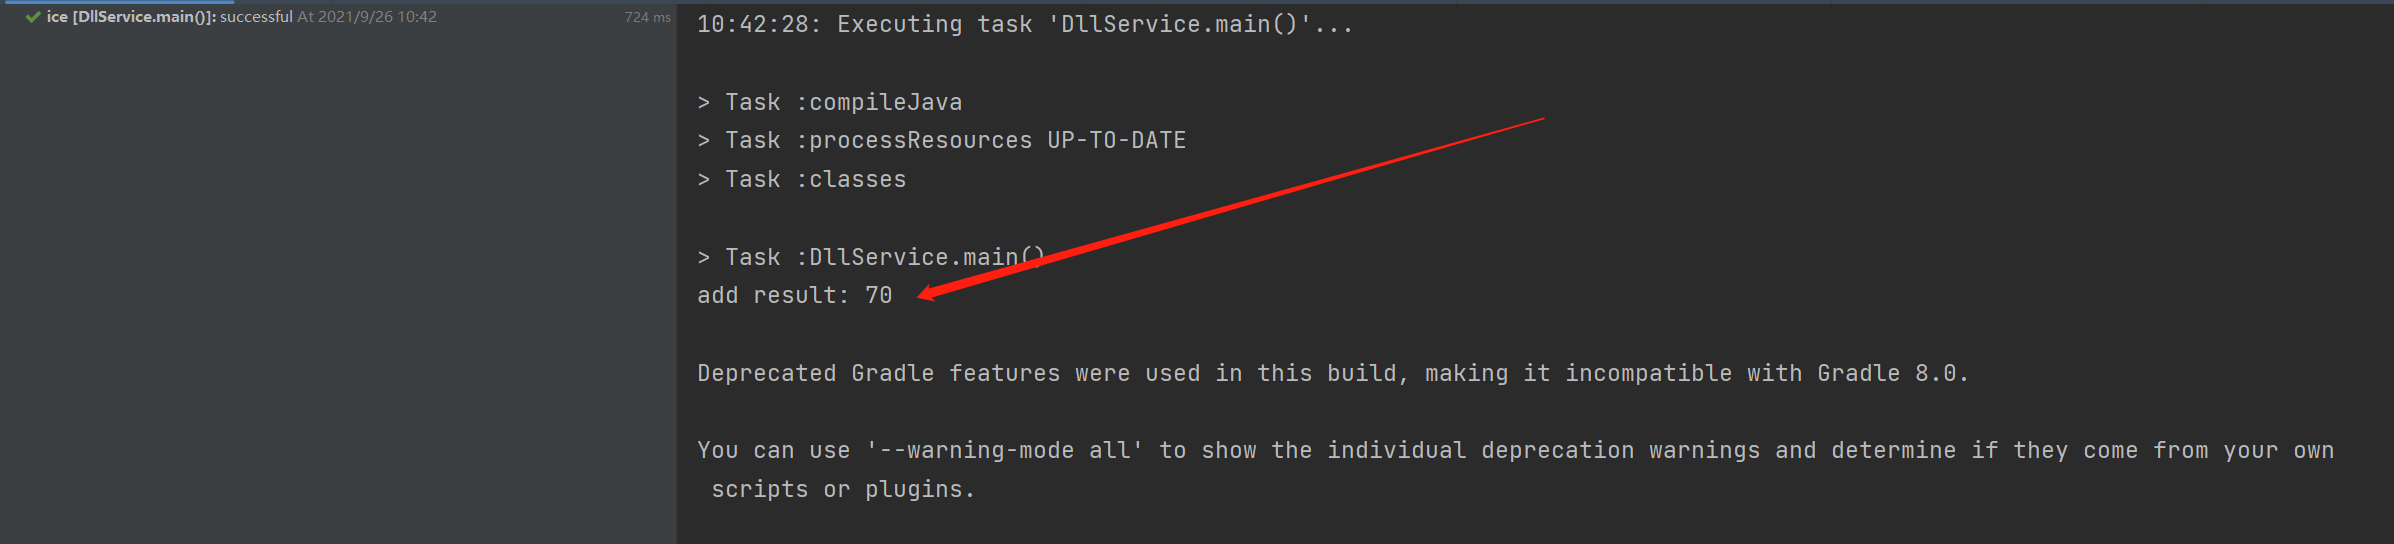 ice [DllService.main()]: successful At 2021/9/26 10:42 724 ms
10:42:28: Executing task 'DllService.main()'...
> Task :compileJava
> Task :processResources UP-TO-DATE
> Task :classes
> Task :DllService.main()
add result: 70
Deprecated Gradle features were used in this build, making it incompatible with Gradle 8.0.
You can use '--warning-mode all' to show the individual deprecation warnings and determine if they come from your own
scripts or plugins.